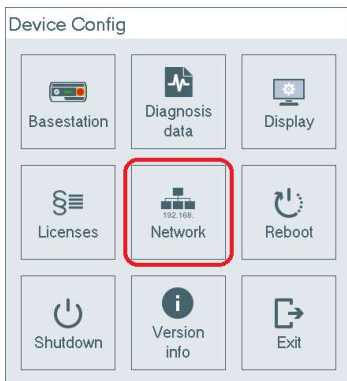 Device Config
Basestation
Diagnosis
data
Display
§
Licenses
192.168.
Network
Reboot
Shutdown
i
Version
info
Exit